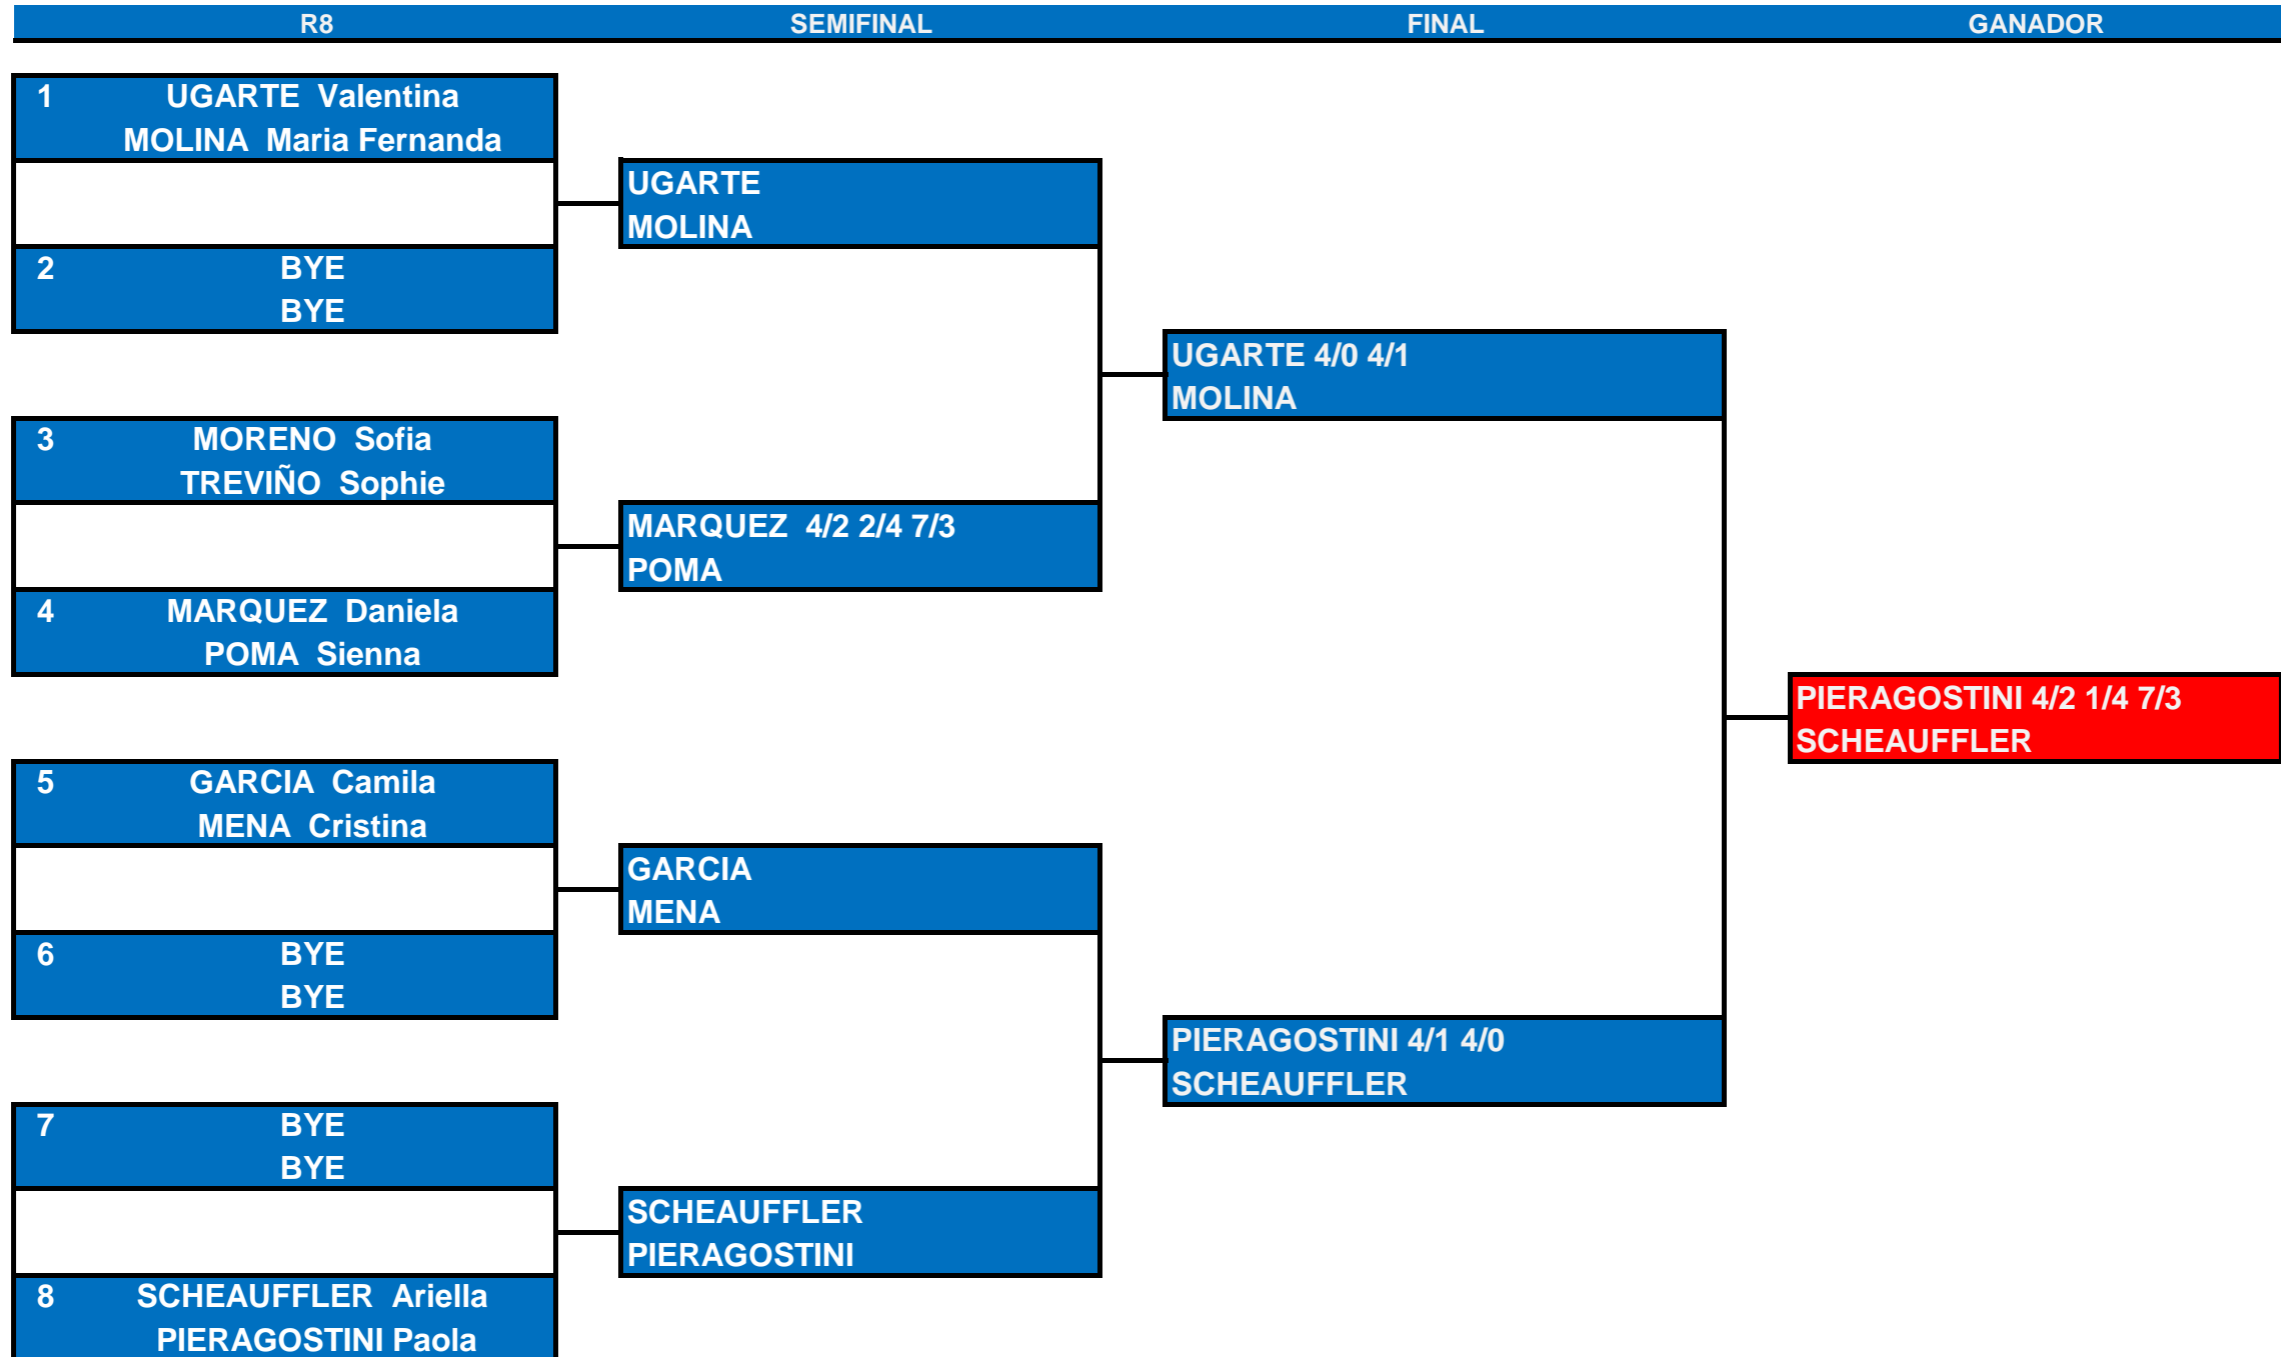 R8 SEMIFINAL FINAL GANADOR
1 UGARTE Valentina
MOLINA Maria Fernanda
UGARTE
MOLINA
2 BYE
BYE
UGARTE 4/0 4/1
MOLINA
3 MORENO Sofia
TREVIÑO Sophie
MARQUEZ 4/2 2/4 7/3
POMA
4 MARQUEZ Daniela
POMA Sienna
PIERAGOSTINI 4/2 1/4 7/3
SCHEAUFFLER
5 GARCIA Camila
MENA Cristina
GARCIA
MENA
6 BYE
BYE
PIERAGOSTINI 4/1 4/0
SCHEAUFFLER
7 BYE
BYE
SCHEAUFFLER
PIERAGOSTINI
8 SCHEAUFFLER Ariella
PIERAGOSTINI Paola